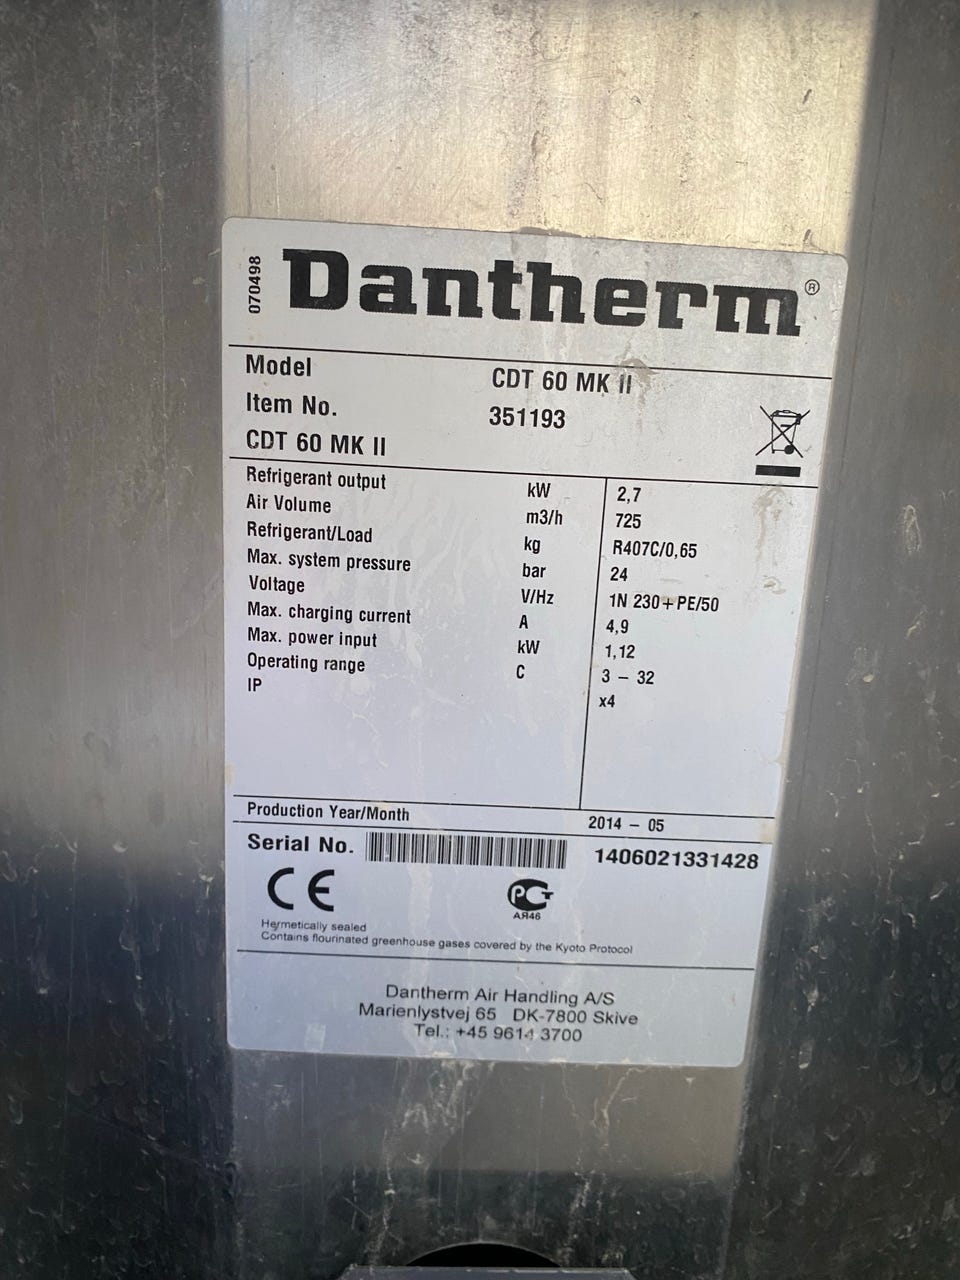 070498
Dantherm®
Model CDT 60 MK II
Item No. 351193
CDT 60 MK II
Refrigerant output kW 2,7
Air Volume m3/h 725
Refrigerant/Load kg R407C/0,65
Max. system pressure bar 24
Voltage V/Hz 1N 230+PE/50
Max. charging current A 4,9
Max. power input kW 1,12
Operating range C 3 – 32
IP x4
Production Year/Month 2014 – 05
Serial No. 1406021331428
CE PCT
АЯ46
Hermetically sealed
Contains flourinated greenhouse gases covered by the Kyoto Protocol
Dantherm Air Handling A/S
Marienlystvej 65 DK-7800 Skive
Tel.: +45 9614 3700